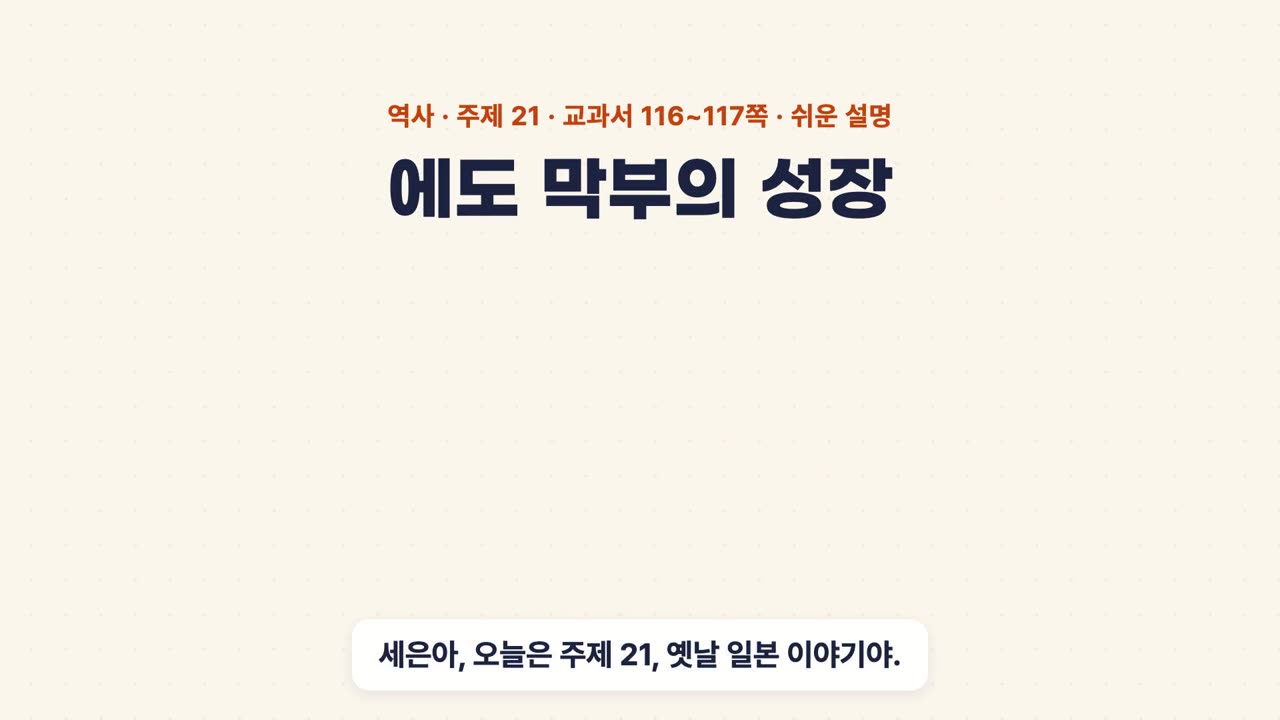 역사 · 주제 21 · 교과서 116~117쪽 · 쉬운 설명
에도 막부의 성장
세은아, 오늘은 주제 21, 옛날 일본 이야기야.